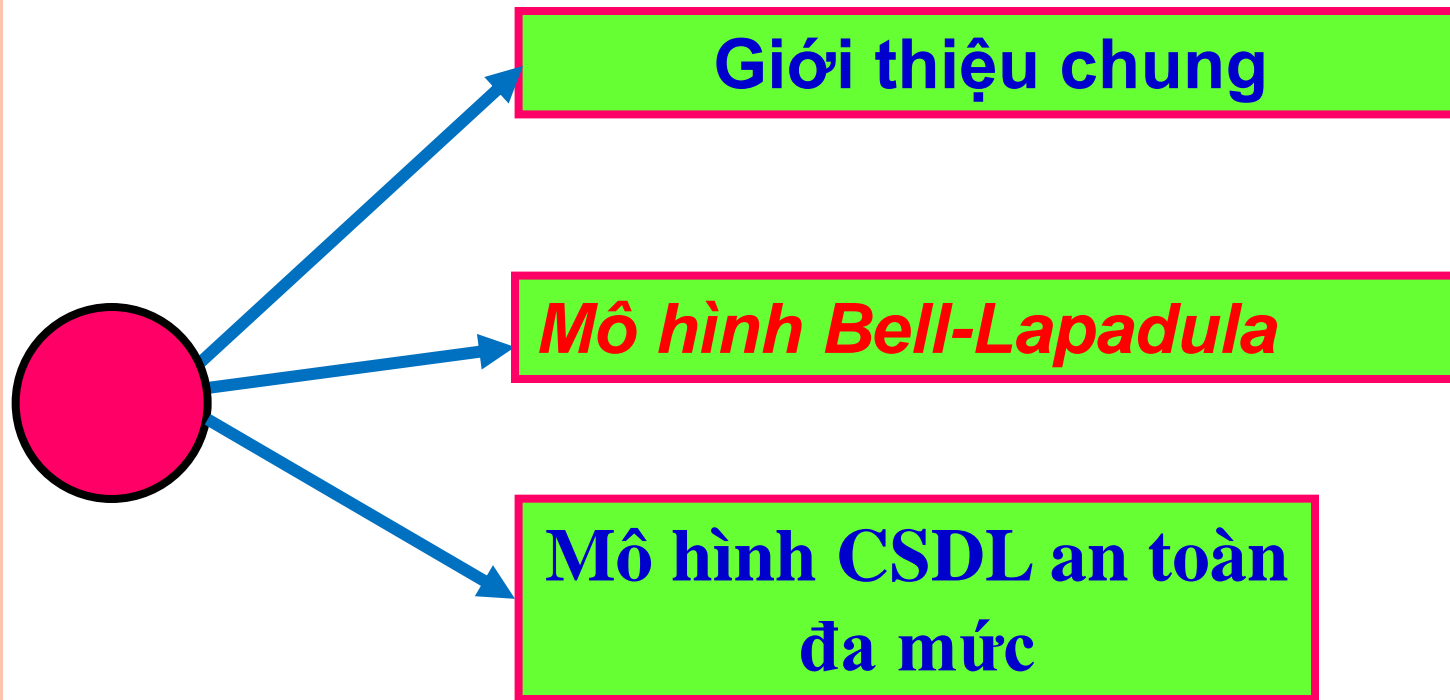 Giới thiệu chung
Mô hình Bell-Lapadula
Mô hình CSDL an toàn
đa mức